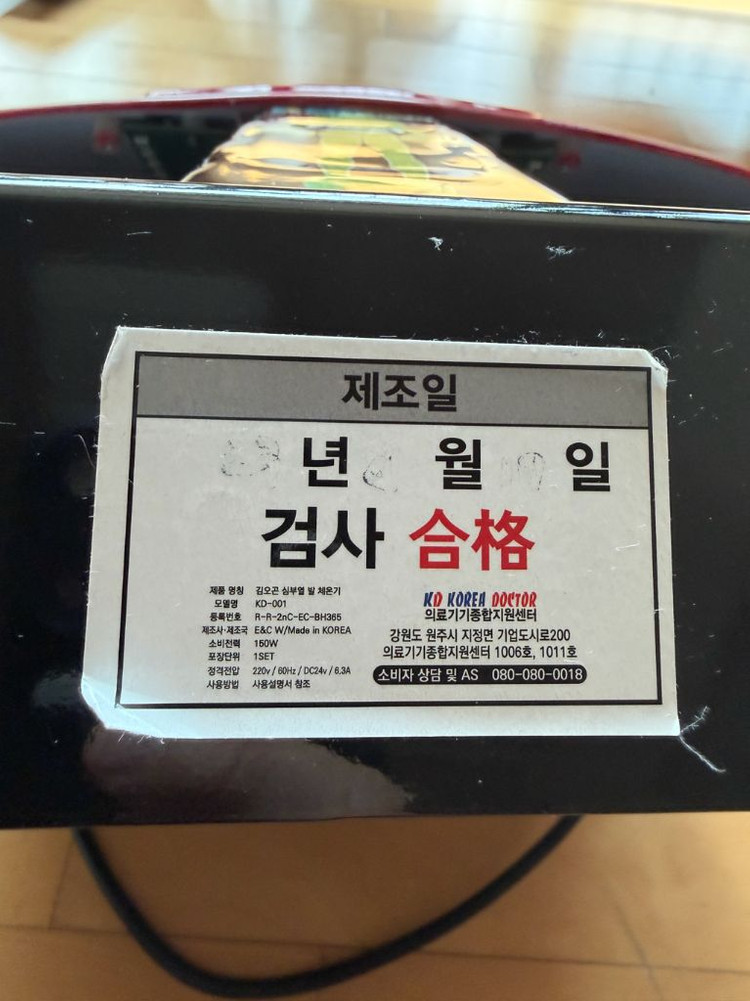 제조일
년 월 일
검사 合格
제품 명칭 김오곤 심부열 발 체온기
모델명 KD-001
등록번호 R-R-2nC-EC-BH365
제조사·제조국 E&C W/Made in KOREA
소비전력 150W
포장단위 1SET
정격전압 220v / 60Hz / DC24v / 6.3A
사용방법 사용설명서 참조
KD KOREA DOCTOR
의료기기종합지원센터
강원도 원주시 지정면 기업도시로200
의료기기종합지원센터 1006호, 1011호
소비자 상담 및 AS 080-080-0018